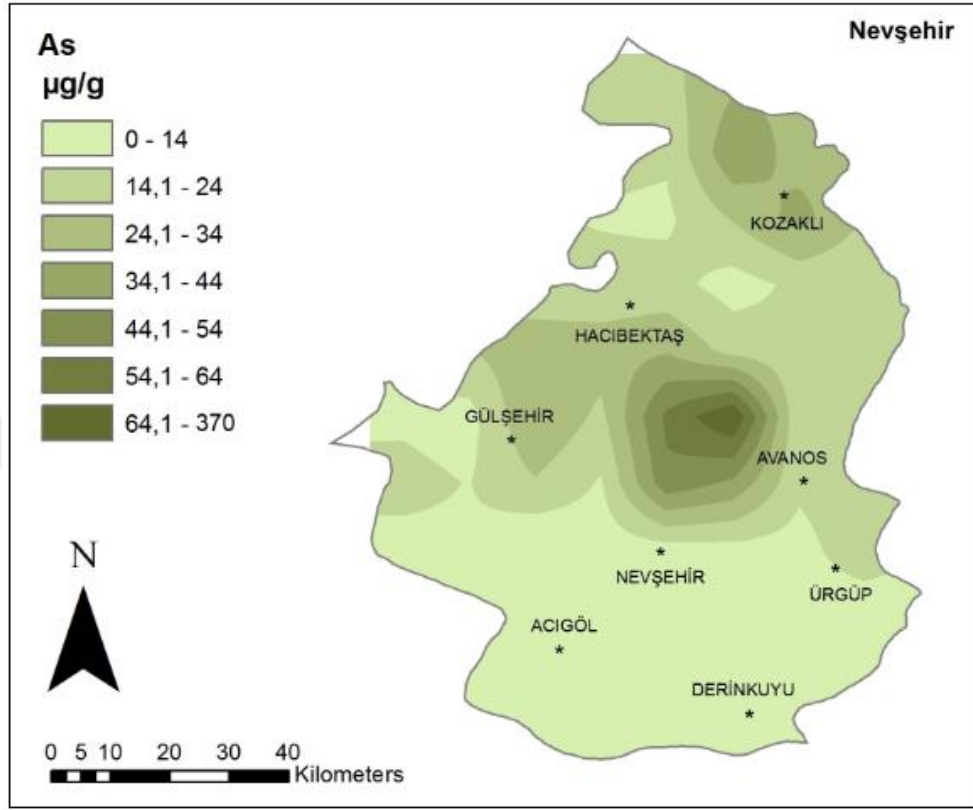 As
µg/g
0 - 14
14,1 - 24
24,1 - 34
34,1 - 44
44,1 - 54
54,1 - 64
64,1 - 370
Nevşehir
KOZAKLI
HACIBEKTAŞ
GÜLŞEHİR
AVANOS
NEVŞEHİR
ÜRGÜP
ACIGÖL
DERİNKUYU
N
0 5 10 20 30 40
Kilometers